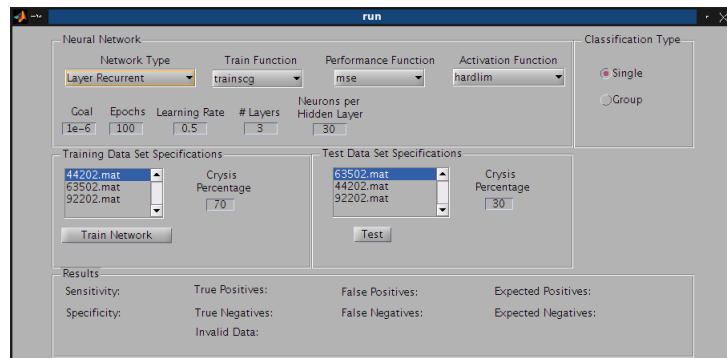 run
Neural Network
Classification Type
Network Type
Train Function
Performance Function
Activation Function
Layer Recurrent
trainscg
mse
hardlim
Single
Group
Goal
Epochs
Learning Rate
# Layers
Neurons per
Hidden Layer
1e-6
100
0.5
3
30
Training Data Set Specifications
44202.mat
63502.mat
92202.mat
Crysis
Percentage
70
Train Network
Test Data Set Specifications
63502.mat
44202.mat
92202.mat
Crysis
Percentage
30
Test
Results
Sensitivity:
True Positives:
False Positives:
Expected Positives:
Specificity:
True Negatives:
False Negatives:
Expected Negatives:
Invalid Data: